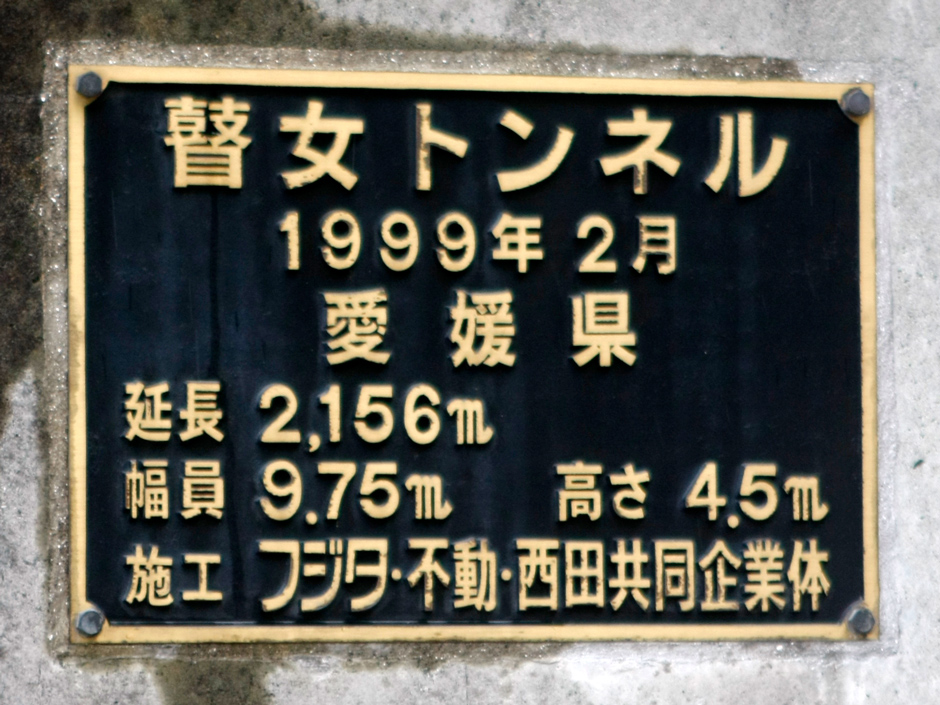 瞽女トンネル
1999年2月
愛媛県
延長 2,156m
幅員 9.75m 高さ 4.5m
施工 フジタ・不動・西田共同企業体